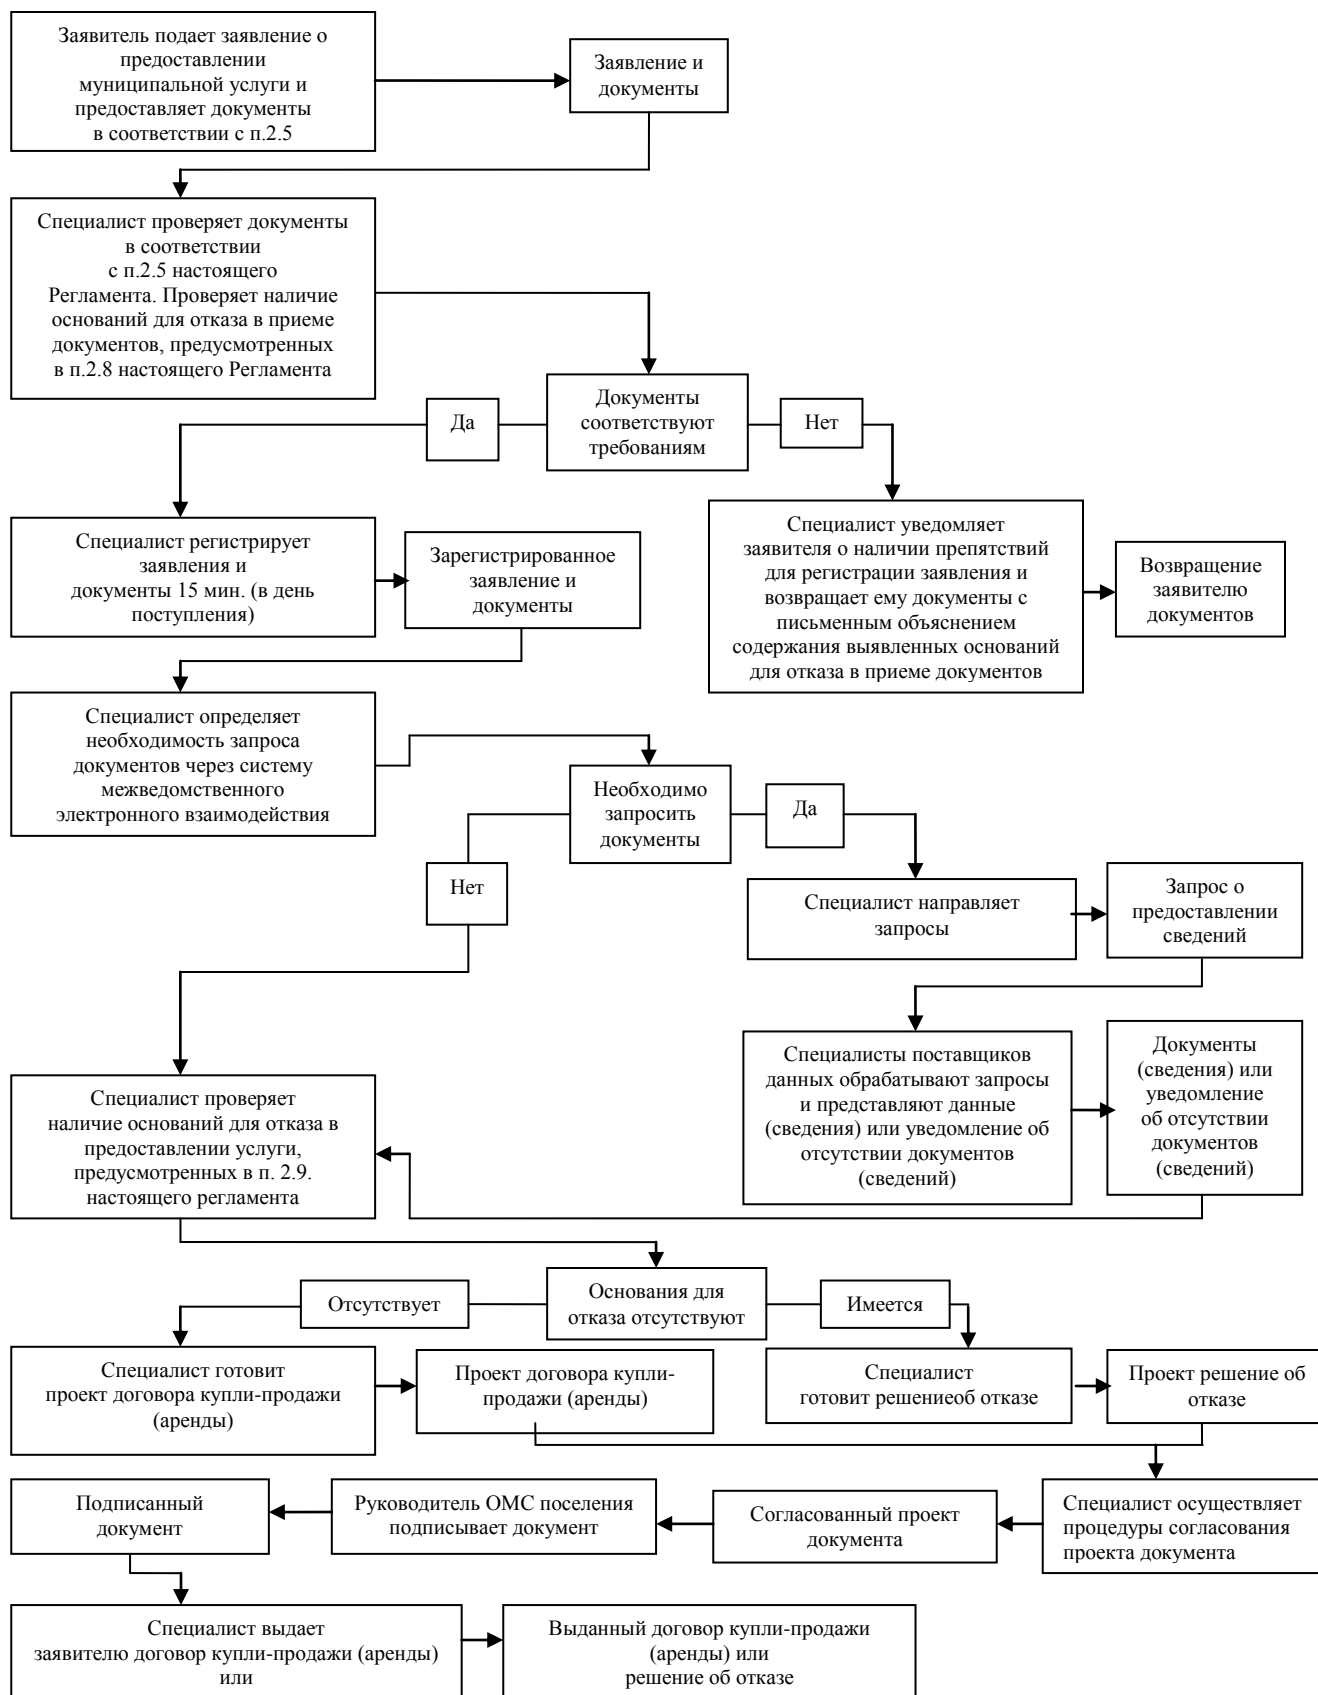 Заявитель подает заявление о
предоставлении
муниципальной услуги и
предоставляет документы
в соответствии с п.2.5
Заявление и
документы
Специалист проверяет документы
в соответствии
с п.2.5 настоящего
Регламента. Проверяет наличие
оснований для отказа в приеме
документов, предусмотренных
в п.2.8 настоящего Регламента
Документы
соответствуют
требованиям
Да
Нет
Специалист регистрирует
заявления и
документы 15 мин. (в день
поступления)
Зарегистрированное
заявление и
документы
Специалист уведомляет
заявителя о наличии препятствий
для регистрации заявления и
возвращает ему документы с
письменным объяснением
содержания выявленных оснований
для отказа в приеме документов
Возвращение
заявителю
документов
Специалист определяет
необходимость запроса
документов через систему
межведомственного
электронного взаимодействия
Необходимо
запросить
документы
Да
Нет
Специалист направляет
запросы
Запрос о
предоставлении
сведений
Специалисты поставщиков
данных обрабатывают запросы
и представляют данные
(сведения) или уведомление об
отсутствии документов
(сведений)
Документы
(сведения) или
уведомление
об отсутствии
документов
(сведений)
Специалист проверяет
наличие оснований для отказа в
предоставлении услуги,
предусмотренных в п. 2.9.
настоящего регламента
Основания для
отказа отсутствуют
Отсутствует
Имеется
Специалист готовит
проект договора купли-продажи
(аренды)
Проект договора купли-
продажи (аренды)
Специалист
готовит решениеоб отказе
Проект решение об
отказе
Специалист осуществляет
процедуры согласования
проекта документа
Согласованный проект
документа
Руководитель ОМС поселения
подписывает документ
Подписанный
документ
Специалист выдает
заявителю договор купли-продажи (аренды)
или
Выданный договор купли-продажи
(аренды) или
решение об отказе